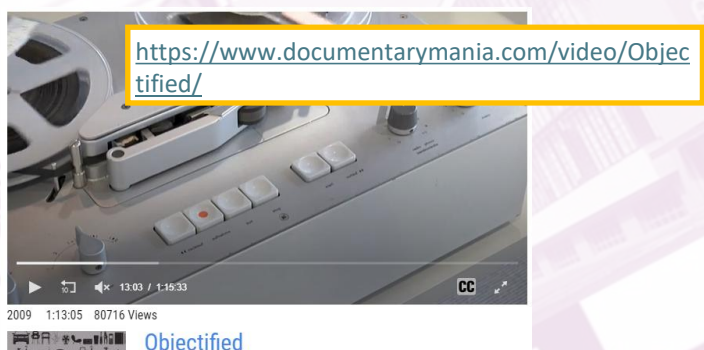 https://www.documentarymania.com/video/Objec
tified/
10
13:03 / 1:15:33
CC
2009 1:13:05 80716 Views
Objectified